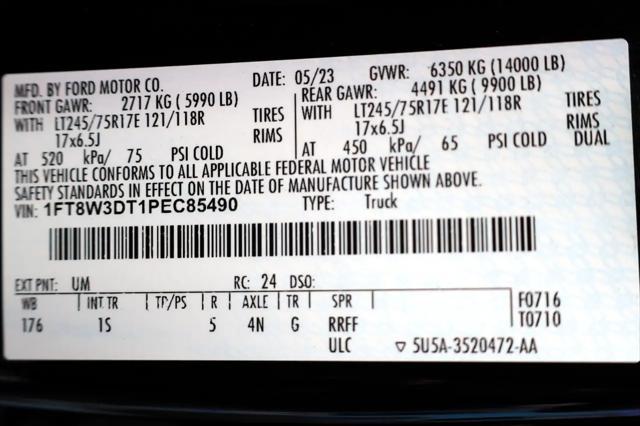 MFD. BY FORD MOTOR CO. DATE: 05/23 GVWR: 6350 KG (14000 LB)
FRONT GAWR: 2717 KG ( 5990 LB) REAR GAWR: 4491 KG ( 9900 LB)
WITH LT245/75R17E 121/118R TIRES WITH LT245/75R17E 121/118R TIRES
17x6.5J RIMS 17x6.5J RIMS
AT 520 kPa/ 75 PSI COLD AT 450 kPa/ 65 PSI COLD DUAL
THIS VEHICLE CONFORMS TO ALL APPLICABLE FEDERAL MOTOR VEHICLE
SAFETY STANDARDS IN EFFECT ON THE DATE OF MANUFACTURE SHOWN ABOVE.
VIN: 1FT8W3DT1PEC85490 TYPE: Truck
EXT PNT: UM RC: 24 DSO:
WB INT TR TP/PS R AXLE TR SPR F0716
176 1S 5 4N G RRFF T0710
ULC ▽ 5U5A-3520472-AA